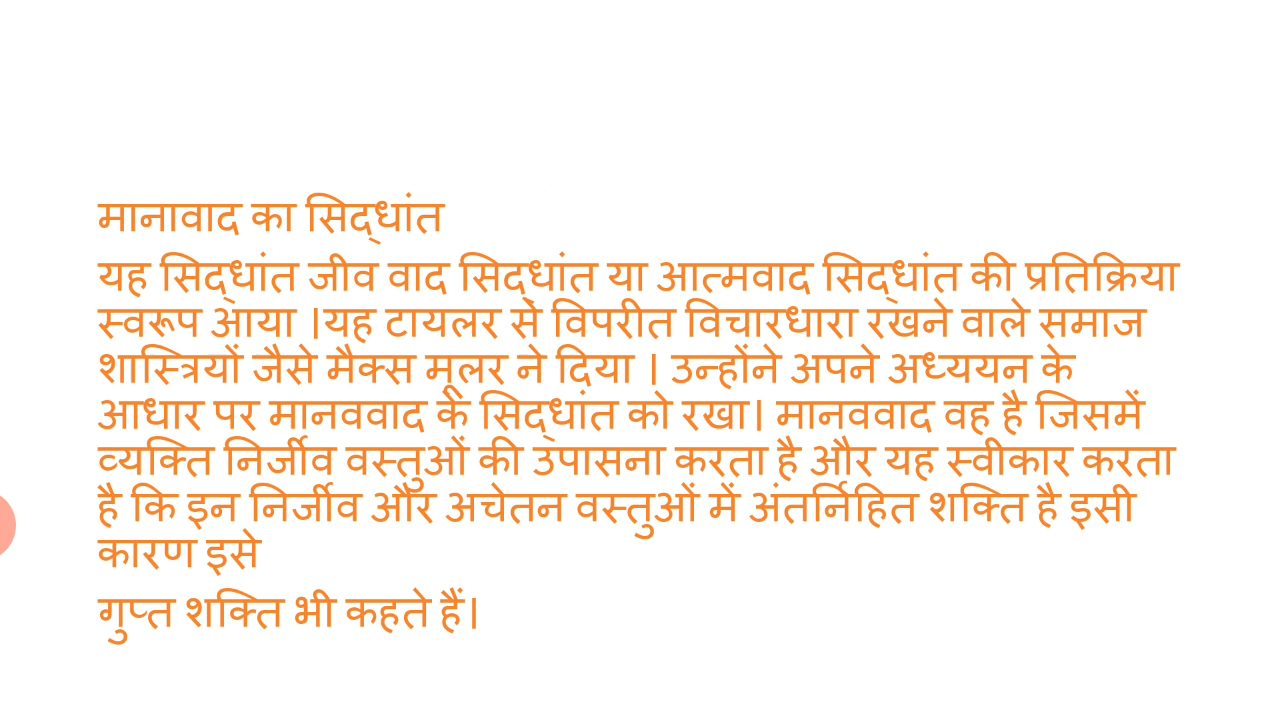 मानावाद का सिद्धांत
यह सिद्धांत जीव वाद सिद्धांत या आत्मवाद सिद्धांत की प्रतिक्रिया
स्वरूप आया ।यह टायलर से विपरीत विचारधारा रखने वाले समाज
शास्त्रियों जैसे मैक्स मूलर ने दिया । उन्होंने अपने अध्ययन के
आधार पर मानववाद के सिद्धांत को रखा। मानववाद वह है जिसमें
व्यक्ति निर्जीव वस्तुओं की उपासना करता है और यह स्वीकार करता
है कि इन निर्जीव और अचेतन वस्तुओं में अंतर्निहित शक्ति है इसी
कारण इसे
गुप्त शक्ति भी कहते हैं।